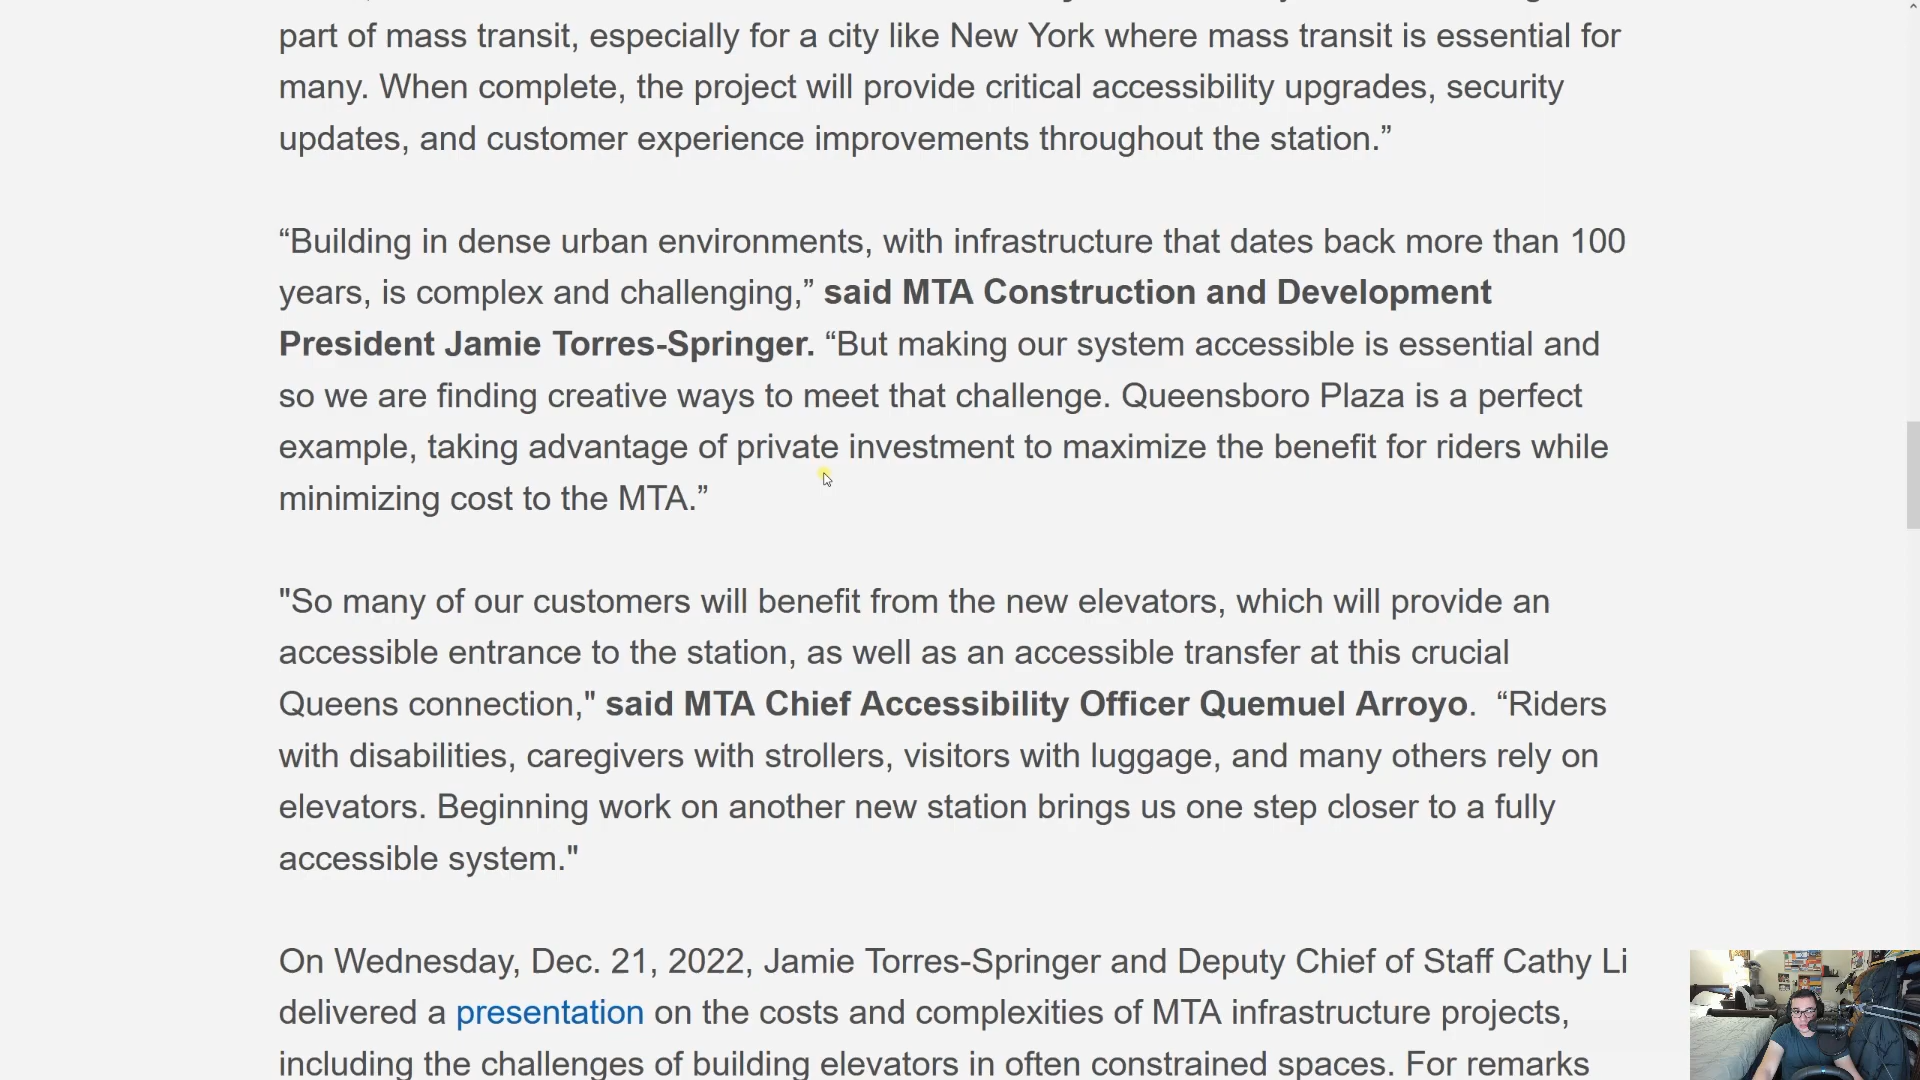 part of mass transit, especially for a city like New York where mass transit is essential for
many. When complete, the project will provide critical accessibility upgrades, security
updates, and customer experience improvements throughout the station.”
“Building in dense urban environments, with infrastructure that dates back more than 100
years, is complex and challenging,” said MTA Construction and Development
President Jamie Torres-Springer. “But making our system accessible is essential and
so we are finding creative ways to meet that challenge. Queensboro Plaza is a perfect
example, taking advantage of private investment to maximize the benefit for riders while
minimizing cost to the MTA.”
"So many of our customers will benefit from the new elevators, which will provide an
accessible entrance to the station, as well as an accessible transfer at this crucial
Queens connection," said MTA Chief Accessibility Officer Quemuel Arroyo.  “Riders
with disabilities, caregivers with strollers, visitors with luggage, and many others rely on
elevators. Beginning work on another new station brings us one step closer to a fully
accessible system."
On Wednesday, Dec. 21, 2022, Jamie Torres-Springer and Deputy Chief of Staff Cathy Li
delivered a presentation on the costs and complexities of MTA infrastructure projects,
including the challenges of building elevators in often constrained spaces. For remarks